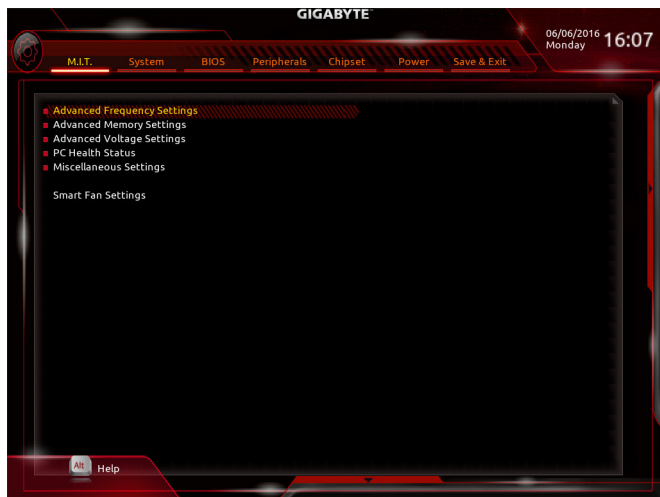 GIGABYTE™
06/06/2016 16:07
Monday
M.I.T. System BIOS Peripherals Chipset Power Save & Exit
Advanced Frequency Settings
Advanced Memory Settings
Advanced Voltage Settings
PC Health Status
Miscellaneous Settings
Smart Fan Settings
Alt Help